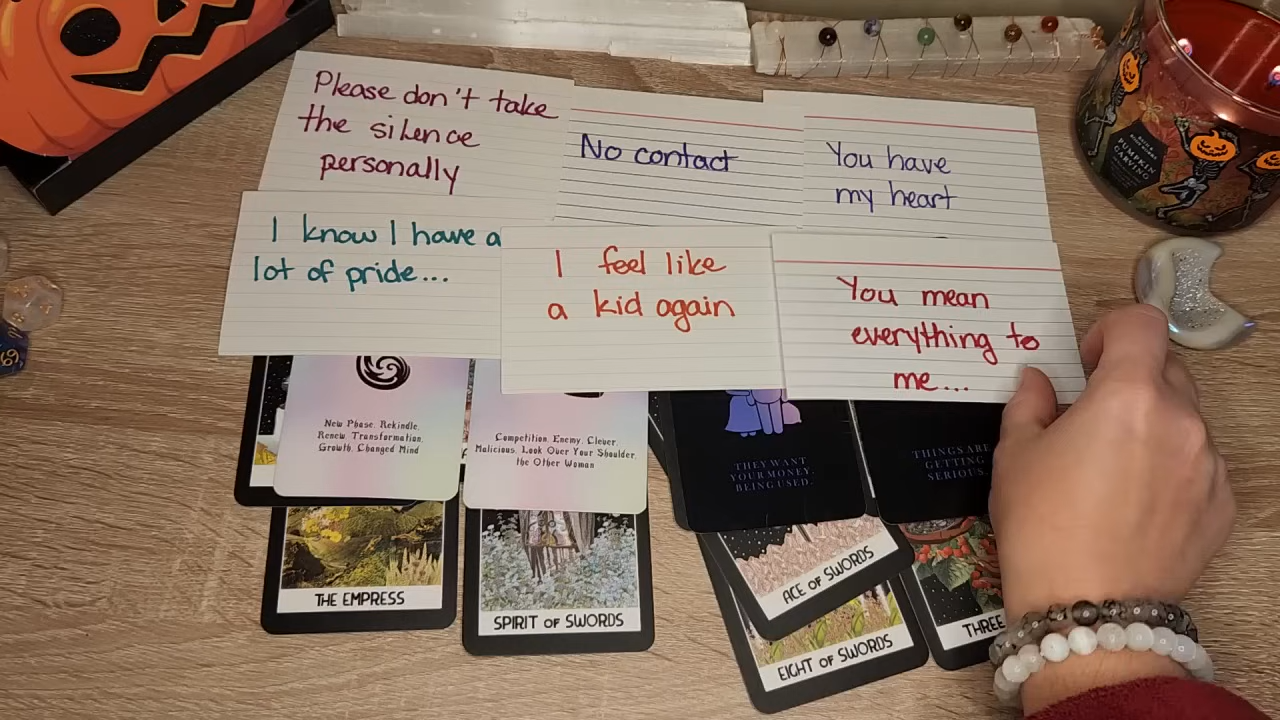 Please don't take
the silence
personally
No contact
You have
my heart
I know I have a
lot of pride...
I feel like
a kid again
You mean
everything to
me...
New Phase, Rekindle,
Renew, Transformation,
Growth, Changed Mind
Competition, Enemy, Clever,
Malicious, Look Over Your Shoulder,
the Other Woman
THEY WANT
YOUR MONEY.
BEING USED.
THINGS ARE
GETTING
SERIOUS.
THE EMPRESS
SPIRIT OF SWORDS
ACE OF SWORDS
EIGHT OF SWORDS
THREE
PUMPKIN
CARVING